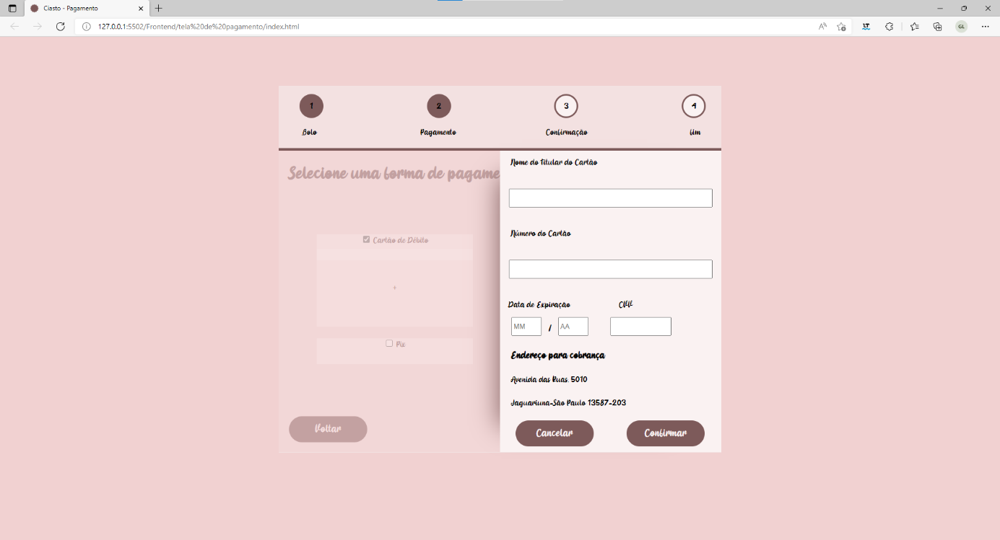 Ciasto - Pagamento
127.0.0.1:5502/Frontend/tela%20de%20pagamento/index.html
LT
GL
1
2
3
4
Bolo
Pagamento
Confirmação
fim
Selecione uma forma de pagame
Cartão de Débito
+
Pix
Voltar
Nome do titular do Cartão
Número do Cartão
Data de Expiração
CVV
MM / AA
Endereço para cobrança
Avenida das Ruas, 5010
Jaguariuna-São Paulo 13587-203
Cancelar
Confirmar